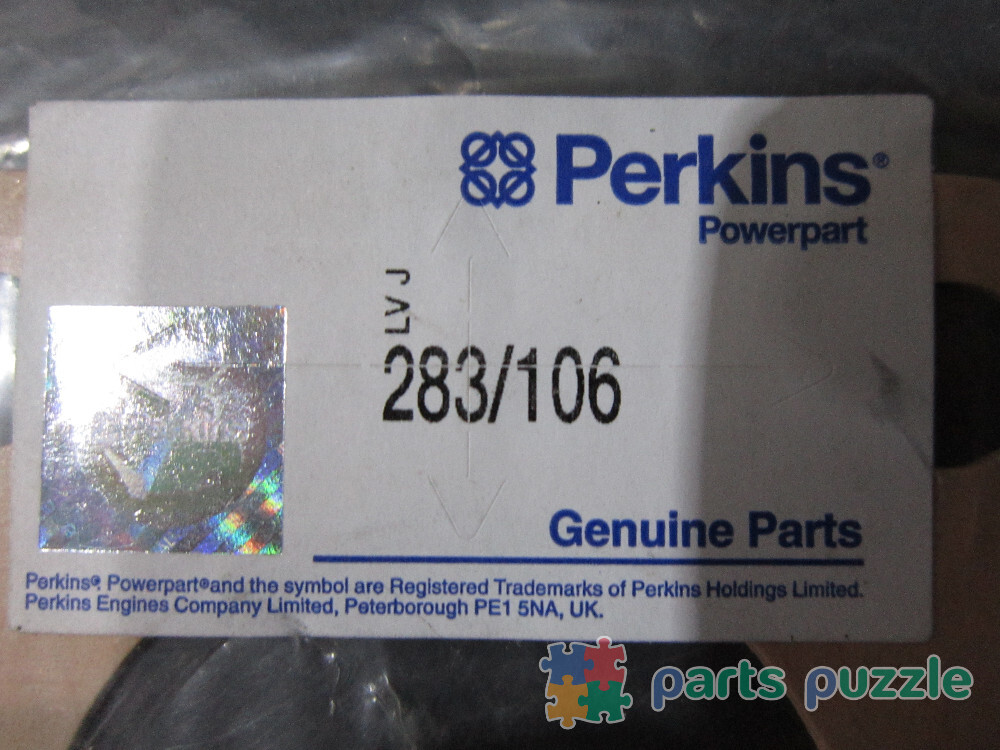 Perkins®
Powerpart
LV J
283/106
Genuine Parts
Perkins®, Powerpart® and the symbol are Registered Trademarks of Perkins Holdings Limited.
Perkins Engines Company Limited, Peterborough PE1 5NA, UK.
parts puzzle